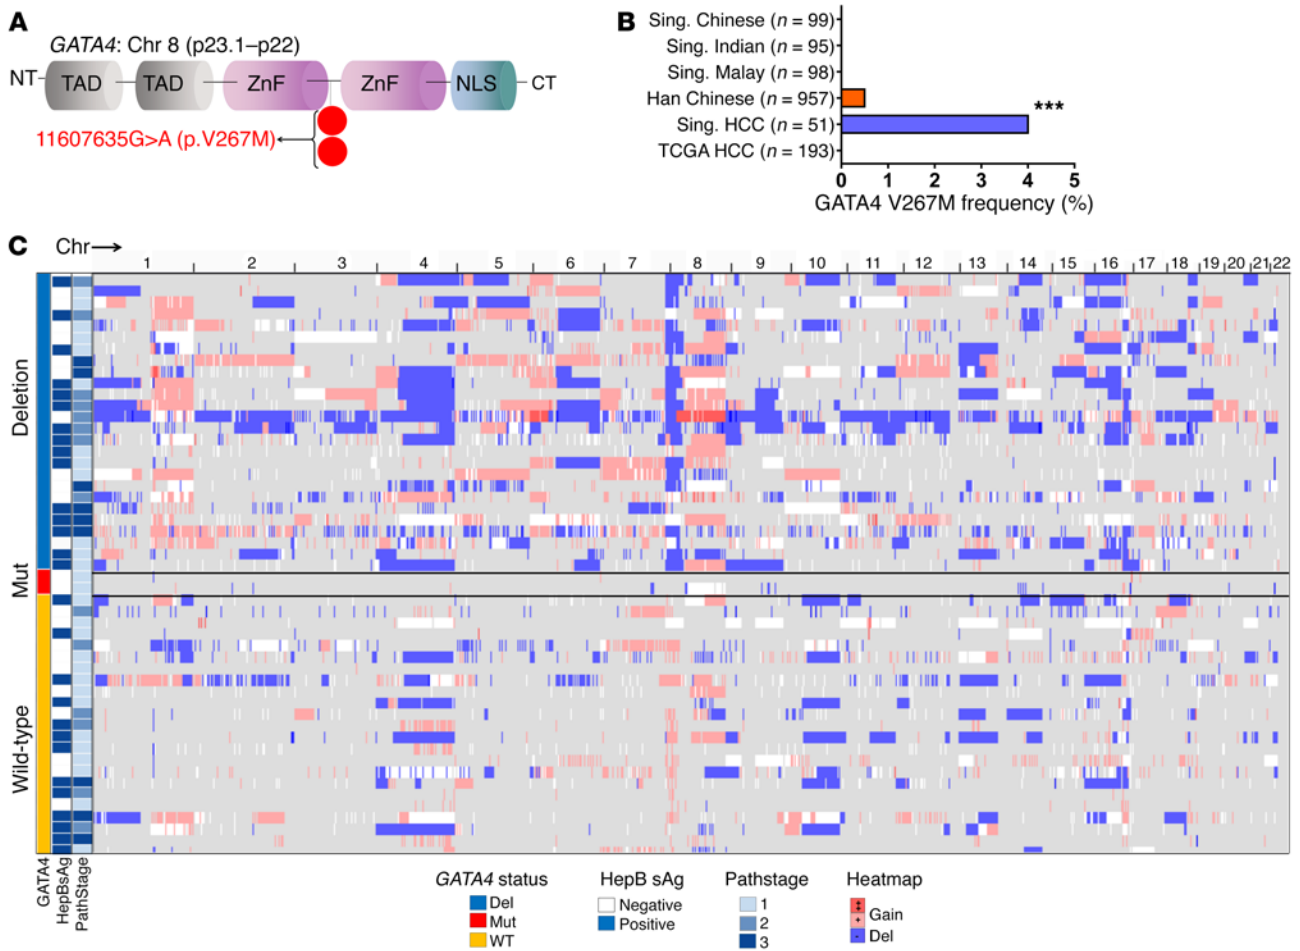 A
GATA4: Chr 8 (p23.1–p22)
NT
TAD
TAD
ZnF
ZnF
NLS
CT
11607635G>A (p.V267M)
B
Sing. Chinese (n = 99)
Sing. Indian (n = 95)
Sing. Malay (n = 98)
Han Chinese (n = 957)
***
Sing. HCC (n = 51)
TCGA HCC (n = 193)
0 1 2 3 4 5
GATA4 V267M frequency (%)
C
Chr
1 2 3 4 5 6 7 8 9 10 11 12 13 14 15 16 17 18 19 20 21 22
Deletion
Mut
Wild-type
GATA4
HepBsAg
PathStage
GATA4 status
Del
Mut
WT
HepB sAg
Negative
Positive
Pathstage
1
2
3
Heatmap
‡
+ Gain
- Del